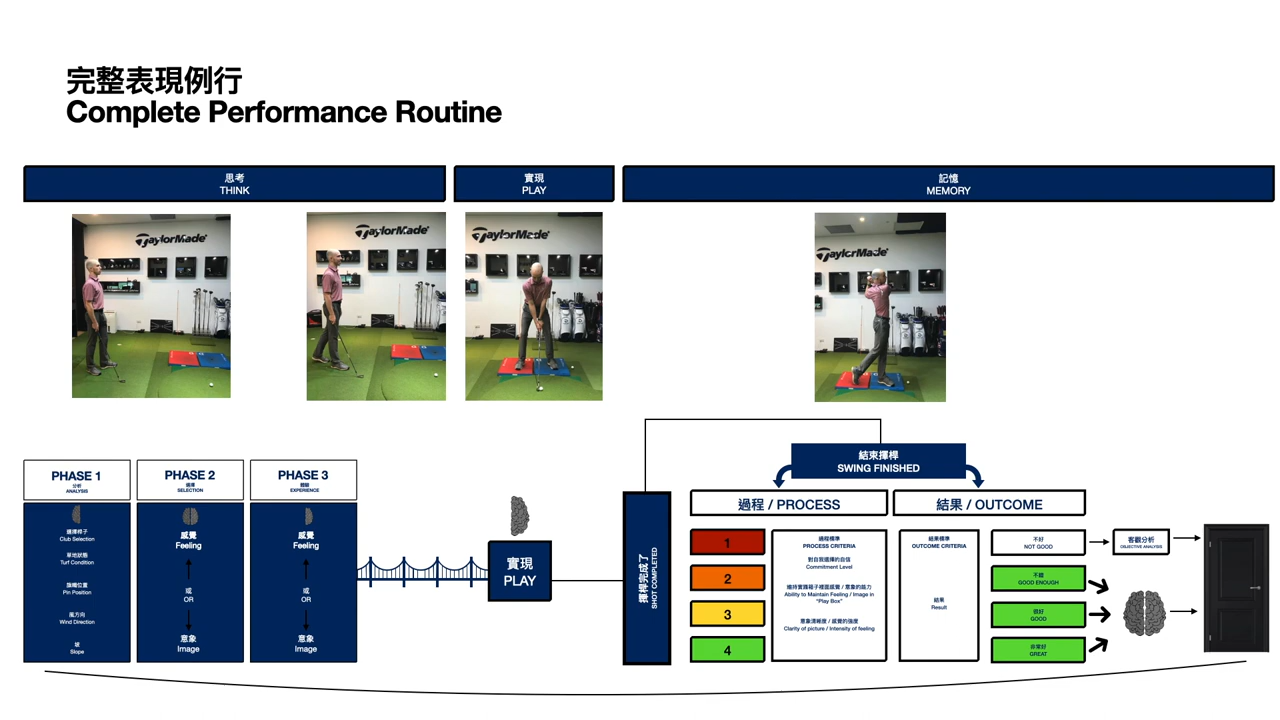 完整表現例行
Complete Performance Routine
思考
THINK
實現
PLAY
記憶
MEMORY
TaylorMade
TaylorMade
TaylorMade
TaylorMade
PHASE 1
分析
ANALYSIS
選擇桿子
Club Selection
草地狀態
Turf Condition
旗幟位置
Pin Position
風方向
Wind Direction
坡
Slope
PHASE 2
選擇
SELECTION
感覺
Feeling
或
OR
意象
Image
PHASE 3
體驗
EXPERIENCE
感覺
Feeling
或
OR
意象
Image
實現
PLAY
揮桿完成了
SHOT COMPLETED
結束揮桿
SWING FINISHED
過程 / PROCESS
1
2
3
4
過程標準
PROCESS CRITERIA
對自我選擇的自信
Commitment Level
維持實踐箱子裡面感覺 / 意象的能力
Ability to Maintain Feeling / Image in
"Play Box"
意象清晰度 / 感覺的強度
Clarity of picture / Intensity of feeling
結果 / OUTCOME
結果標準
OUTCOME CRITERIA
結果
Result
不好
NOT GOOD
不錯
GOOD ENOUGH
很好
GOOD
非常好
GREAT
客觀分析
OBJECTIVE ANALYSIS